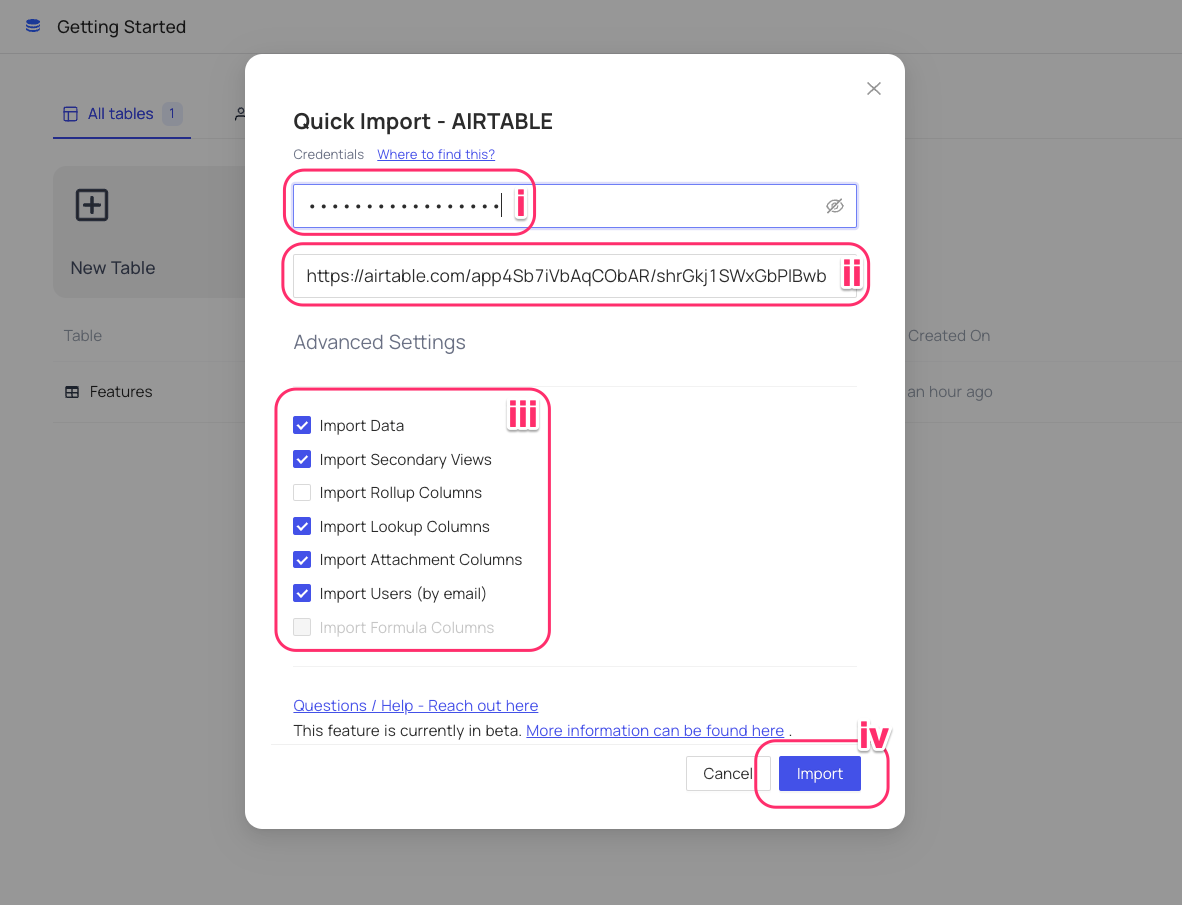 Getting Started
All tables 1
Quick Import - AIRTABLE
Credentials Where to find this?
••••••••••••••••• i
https://airtable.com/app4Sb7iVbAqCObAR/shrGkj1SWxGbPlBwb ii
New Table
Advanced Settings
Table
Created On
Features
an hour ago
iii
Import Data
Import Secondary Views
Import Rollup Columns
Import Lookup Columns
Import Attachment Columns
Import Users (by email)
Import Formula Columns
Questions / Help - Reach out here
This feature is currently in beta. More information can be found here .
iv
Cancel Import